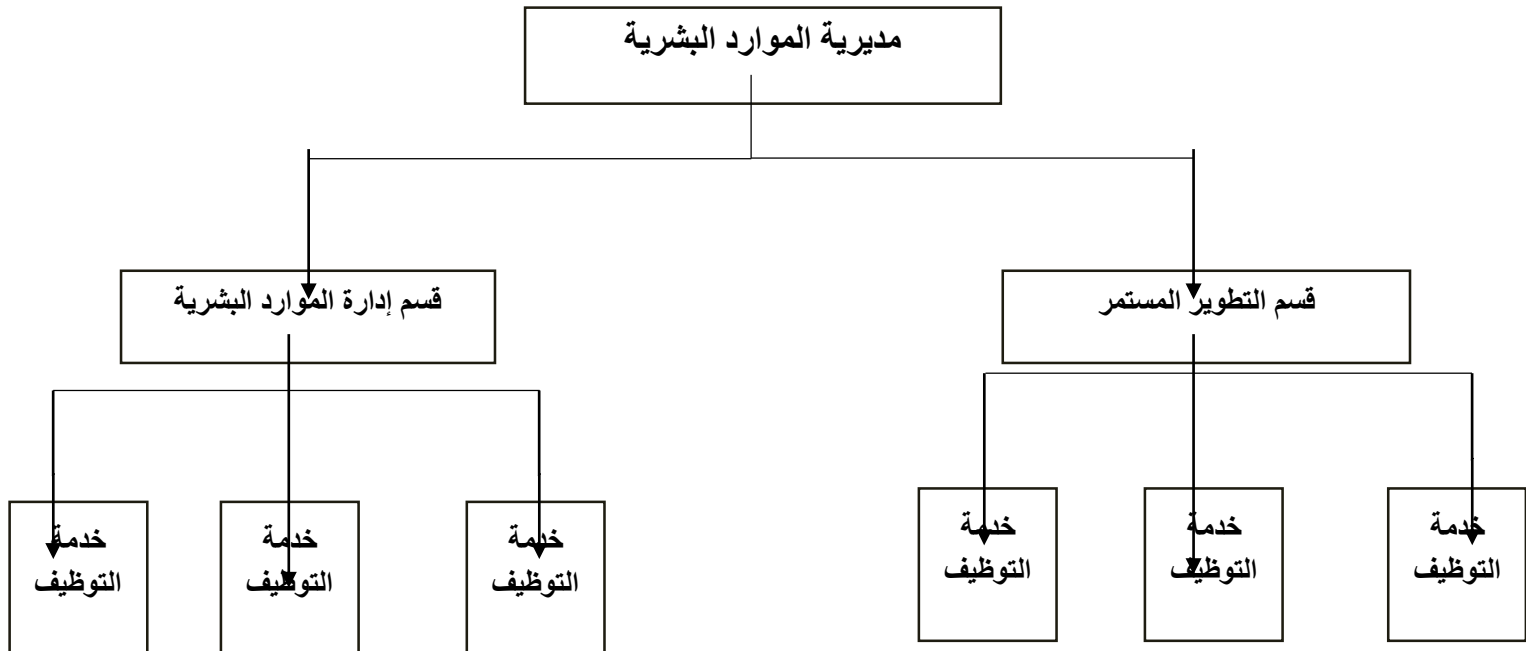 مديرية الموارد البشرية
قسم التطوير المستمر
قسم إدارة الموارد البشرية
خدمة
التوظيف
خدمة
التوظيف
خدمة
التوظيف
خدمة
التوظيف
خدمة
التوظيف
خدمة
التوظيف